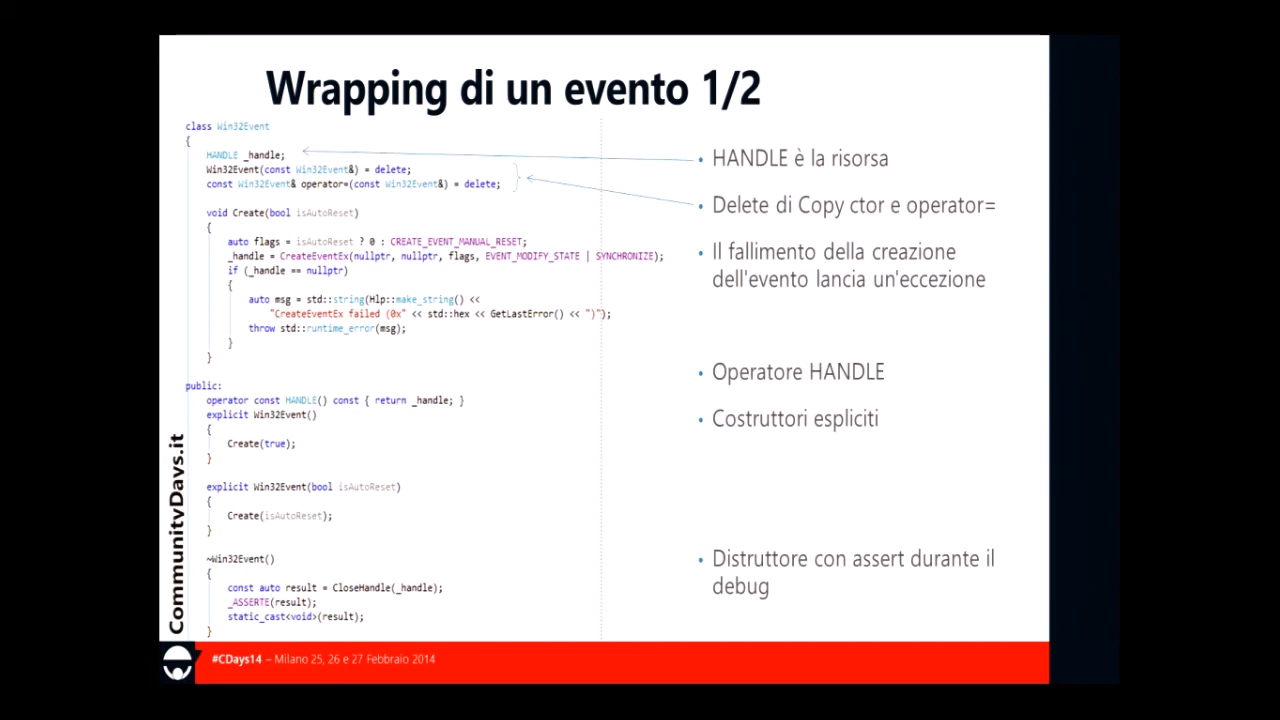 Wrapping di un evento 1/2
class Win32Event
{
HANDLE _handle;
Win32Event(const Win32Event&) = delete;
const Win32Event& operator=(const Win32Event&) = delete;
void Create(bool isAutoReset)
{
auto flags = isAutoReset ? 0 : CREATE_EVENT_MANUAL_RESET;
_handle = CreateEventEx(nullptr, nullptr, flags, EVENT_MODIFY_STATE | SYNCHRONIZE);
if (_handle == nullptr)
{
auto msg = std::string(Hlp::make_string() <<
"CreateEventEx failed (0x" << std::hex << GetLastError() << ")");
throw std::runtime_error(msg);
}
}
public:
operator const HANDLE() const { return _handle; }
explicit Win32Event()
{
Create(true);
}
explicit Win32Event(bool isAutoReset)
{
Create(isAutoReset);
}
~Win32Event()
{
const auto result = CloseHandle(_handle);
_ASSERTE(result);
static_cast<void>(result);
}
• HANDLE è la risorsa
• Delete di Copy ctor e operator=
• Il fallimento della creazione
dell'evento lancia un'eccezione
• Operatore HANDLE
• Costruttori espliciti
• Distruttore con assert durante il
debug
CommunityDays.it
#CDays14 – Milano 25, 26 e 27 Febbraio 2014